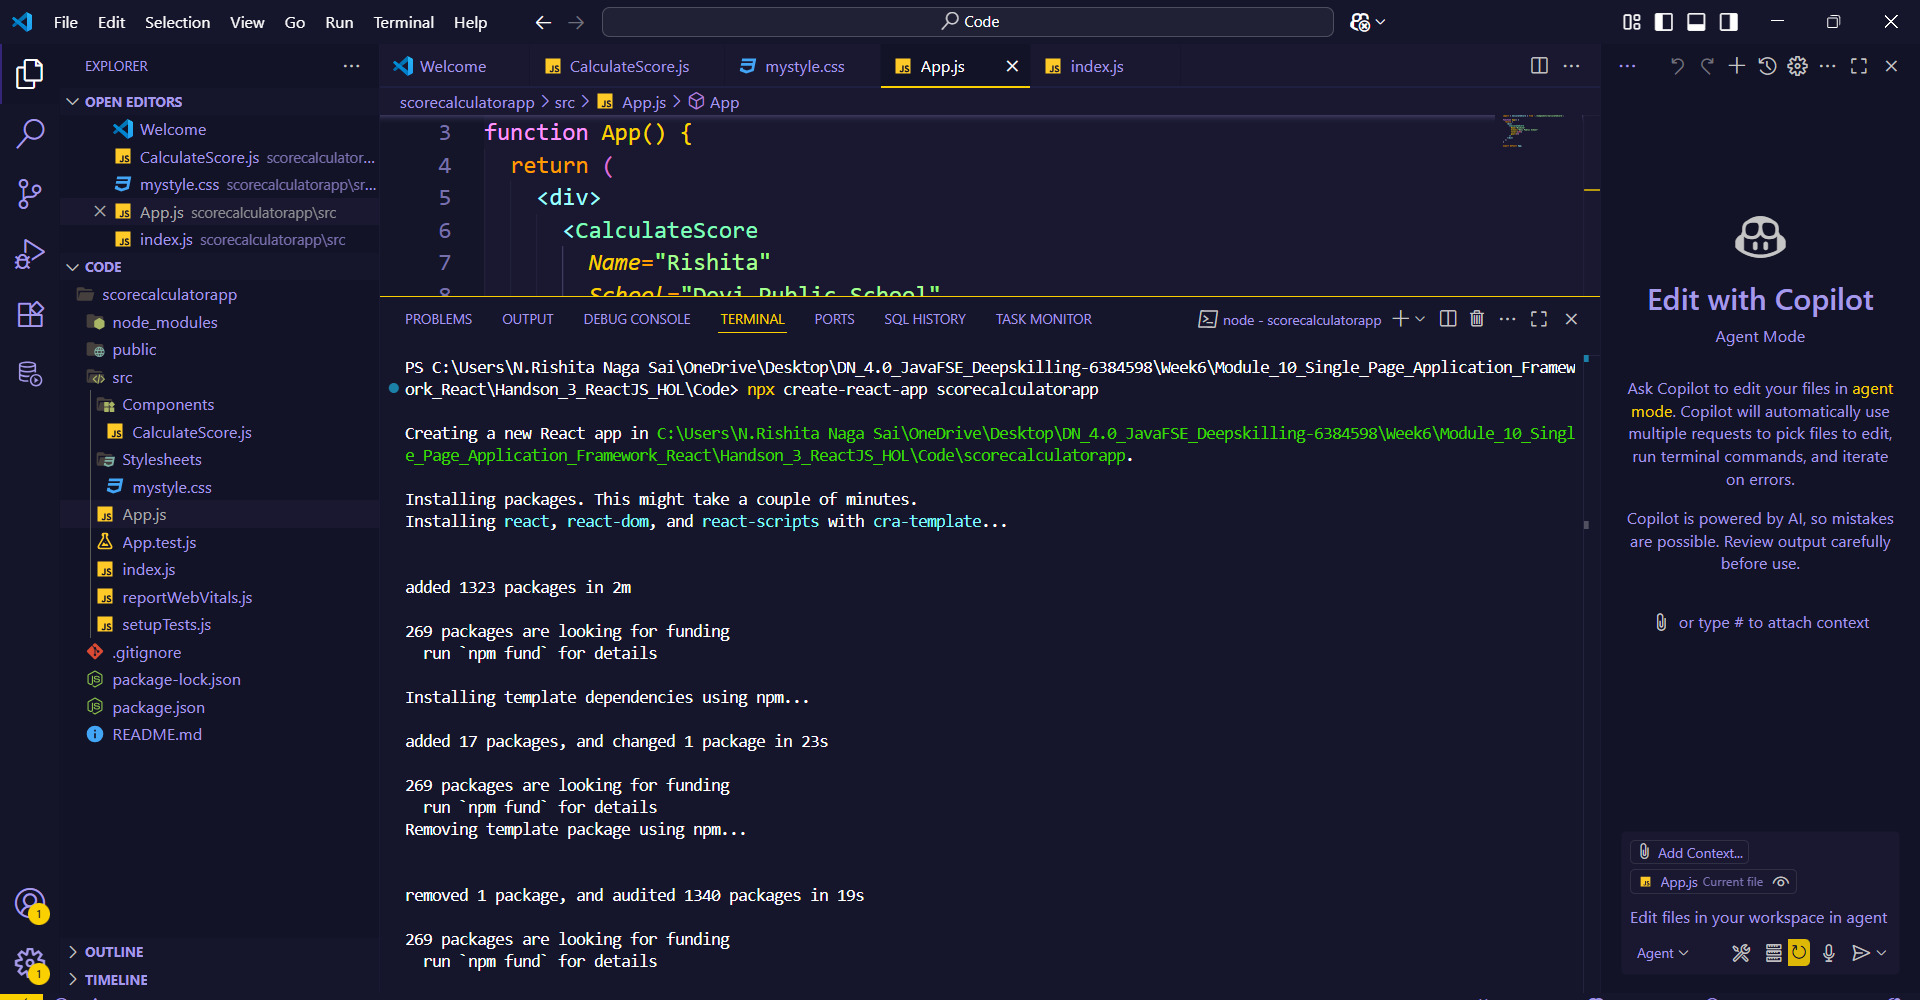 File Edit Selection View Go Run Terminal Help
Code
EXPLORER
OPEN EDITORS
Welcome
CalculateScore.js scorecalculator...
mystyle.css scorecalculatorapp\sr...
App.js scorecalculatorapp\src
index.js scorecalculatorapp\src
CODE
scorecalculatorapp
node_modules
public
src
Components
CalculateScore.js
Stylesheets
mystyle.css
App.js
App.test.js
index.js
reportWebVitals.js
setupTests.js
.gitignore
package-lock.json
package.json
README.md
OUTLINE
TIMELINE
1
1
Welcome CalculateScore.js mystyle.css App.js index.js
scorecalculatorapp > src > App.js > App
3 function App() {
4 return (
5 <div>
6 <CalculateScore
7 Name="Rishita"
8 School="Devi Public School"
PROBLEMS OUTPUT DEBUG CONSOLE TERMINAL PORTS SQL HISTORY TASK MONITOR
node - scorecalculatorapp
PS C:\Users\N.Rishita Naga Sai\OneDrive\Desktop\DN_4.0_JavaFSE_Deepskilling-6384598\Week6\Module_10_Single_Page_Application_Framew
ork_React\Handson_3_ReactJS_HOL\Code> npx create-react-app scorecalculatorapp
Creating a new React app in C:\Users\N.Rishita Naga Sai\OneDrive\Desktop\DN_4.0_JavaFSE_Deepskilling-6384598\Week6\Module_10_Singl
e_Page_Application_Framework_React\Handson_3_ReactJS_HOL\Code\scorecalculatorapp.
Installing packages. This might take a couple of minutes.
Installing react, react-dom, and react-scripts with cra-template...
added 1323 packages in 2m
269 packages are looking for funding
run `npm fund` for details
Installing template dependencies using npm...
added 17 packages, and changed 1 package in 23s
269 packages are looking for funding
run `npm fund` for details
Removing template package using npm...
removed 1 package, and audited 1340 packages in 19s
269 packages are looking for funding
run `npm fund` for details
Edit with Copilot
Agent Mode
Ask Copilot to edit your files in agent
mode. Copilot will automatically use
multiple requests to pick files to edit,
run terminal commands, and iterate
on errors.
Copilot is powered by AI, so mistakes
are possible. Review output carefully
before use.
or type # to attach context
Add Context...
App.js Current file
Edit files in your workspace in agent
Agent